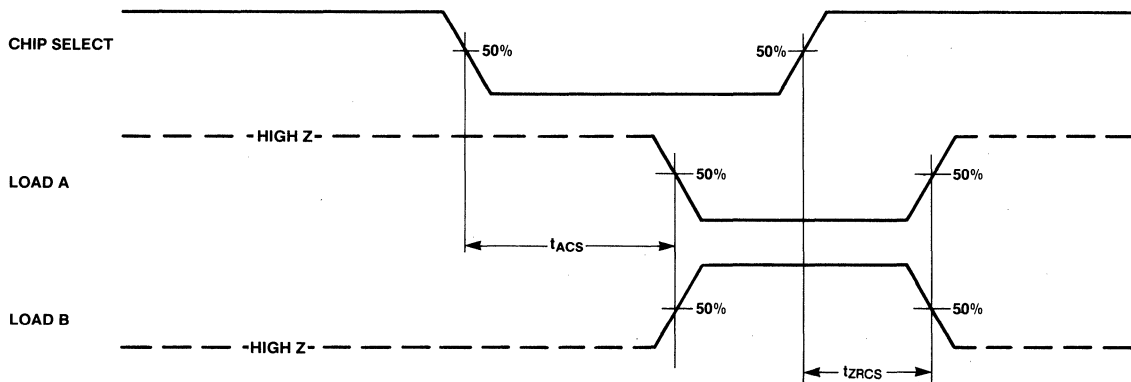 CHIP SELECT
50%
50%
HIGH Z
LOAD A
50%
50%
tACS
LOAD B
50%
50%
HIGH Z
tZRCS